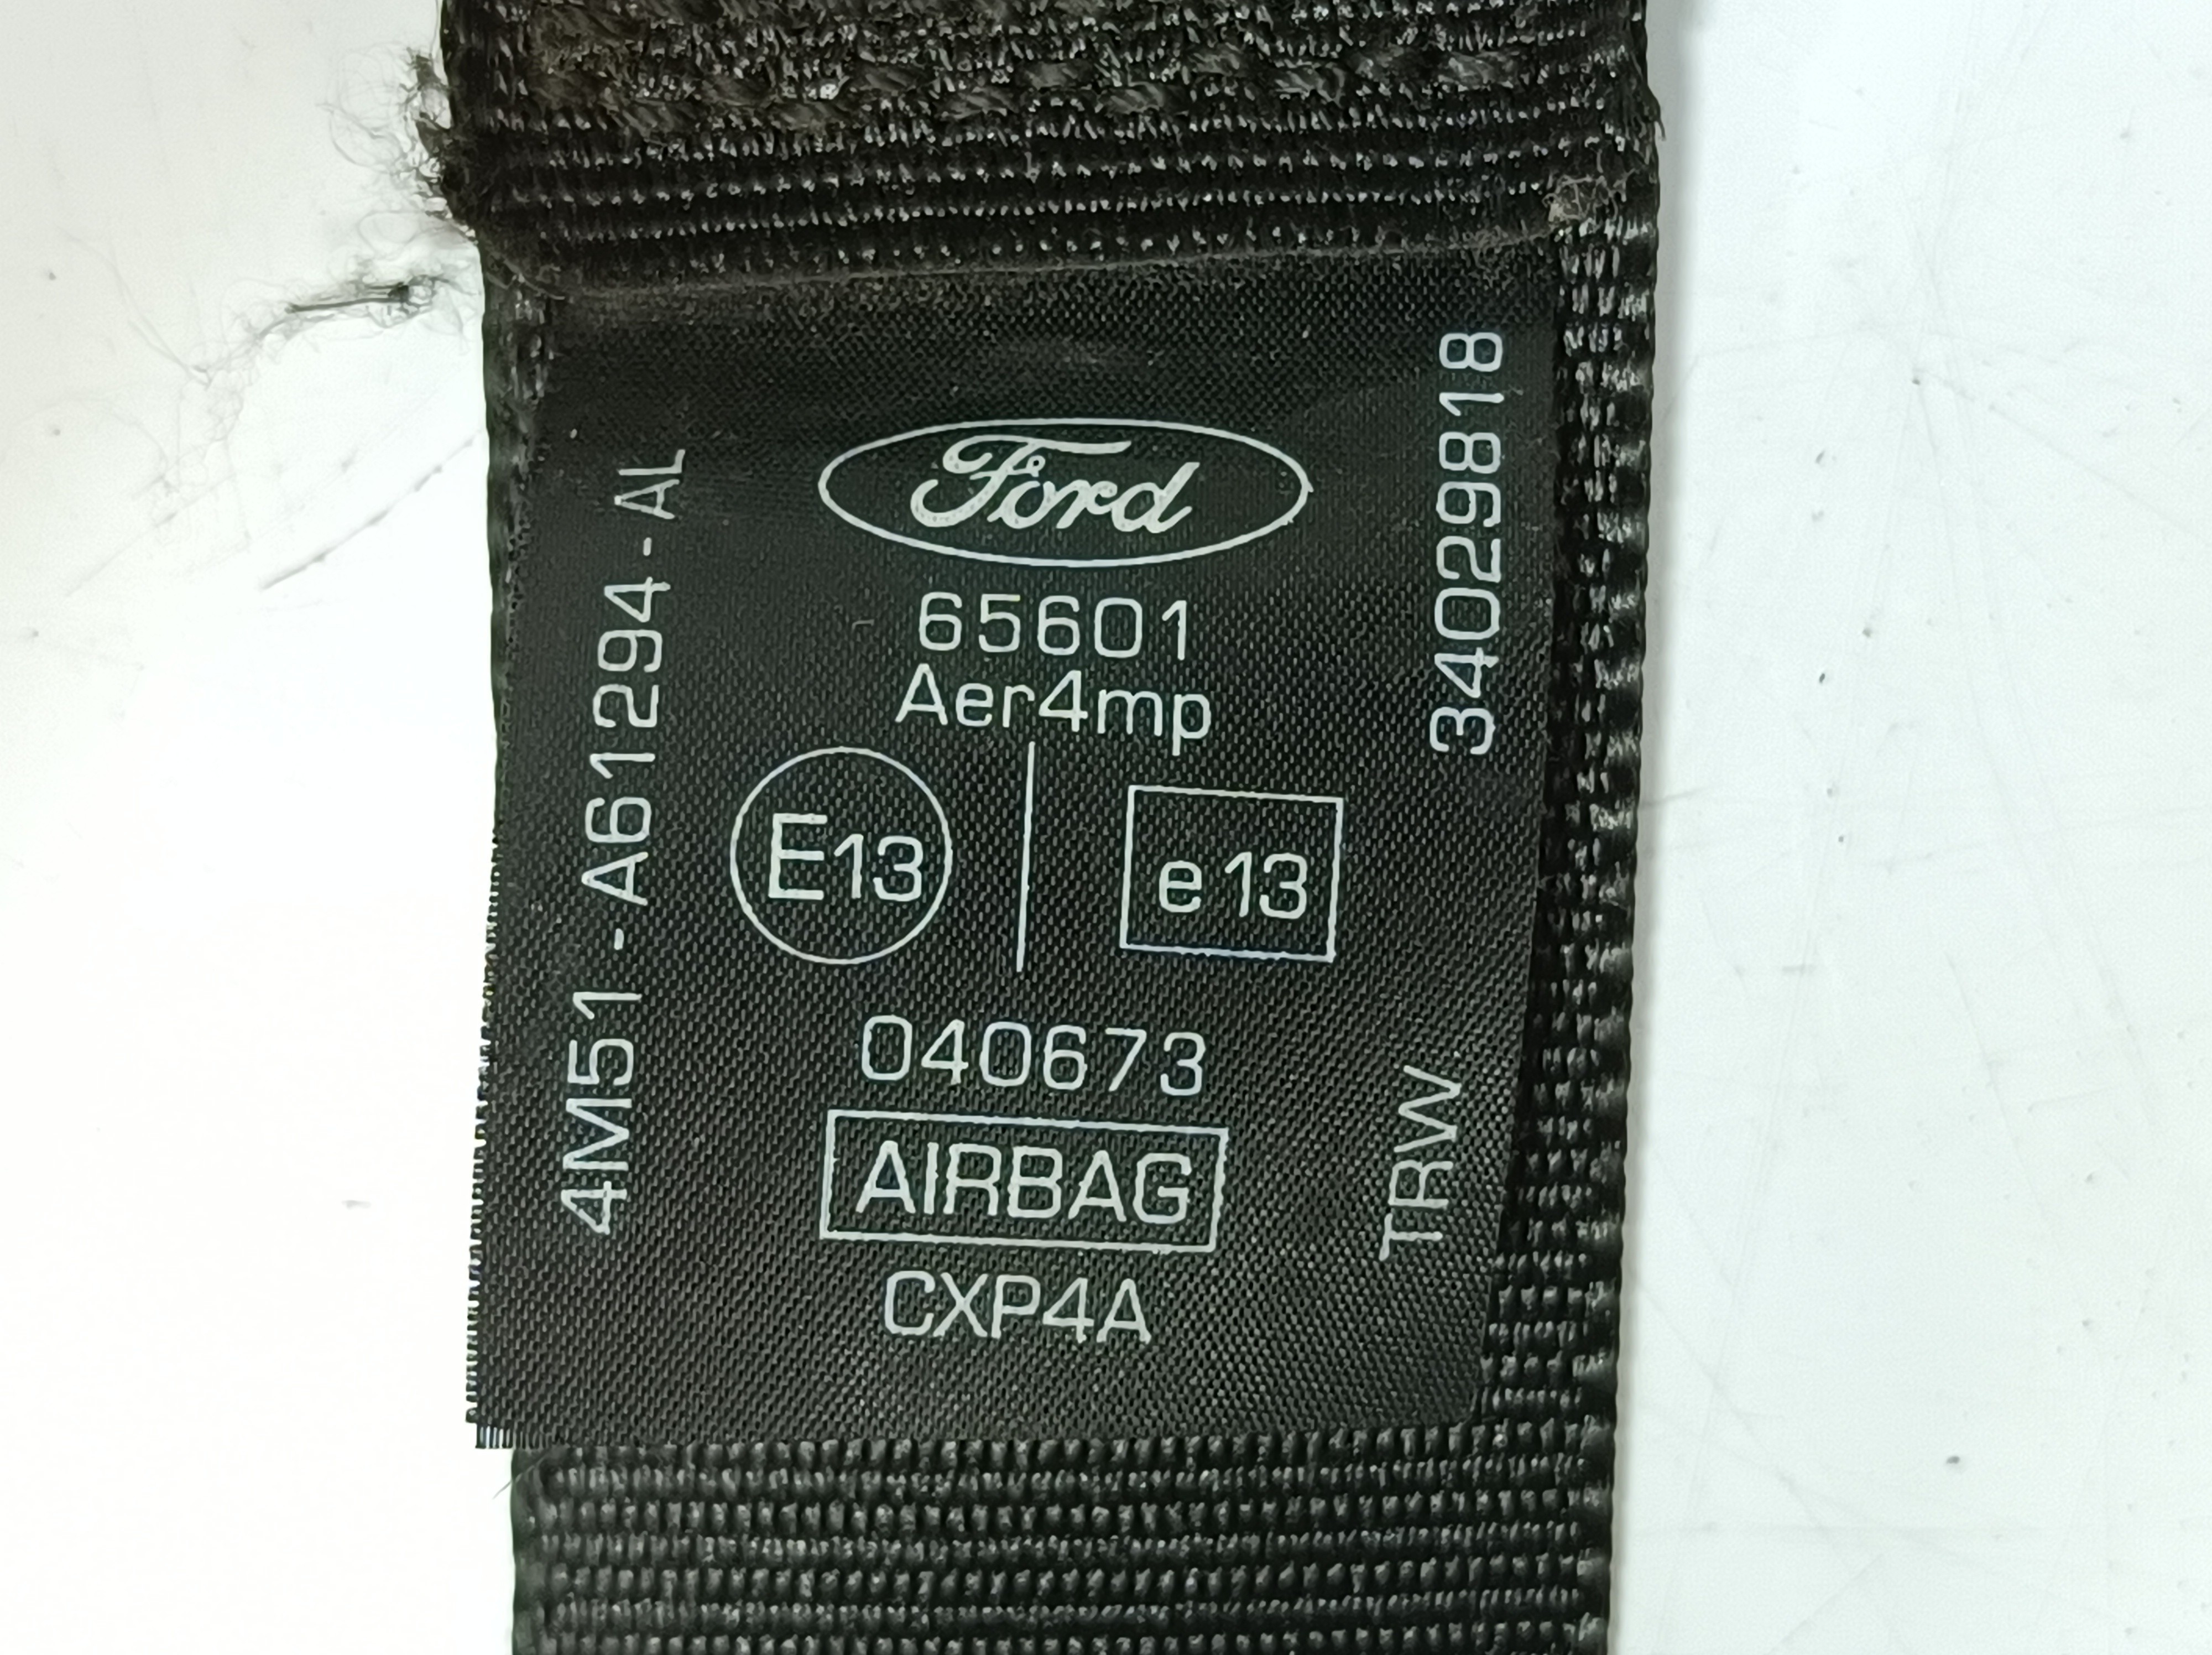 Ford
65601
Aer4mp
E13
e13
040673
AIRBAG
CXP4A
4M51-A61294-AL
34029818
TRW